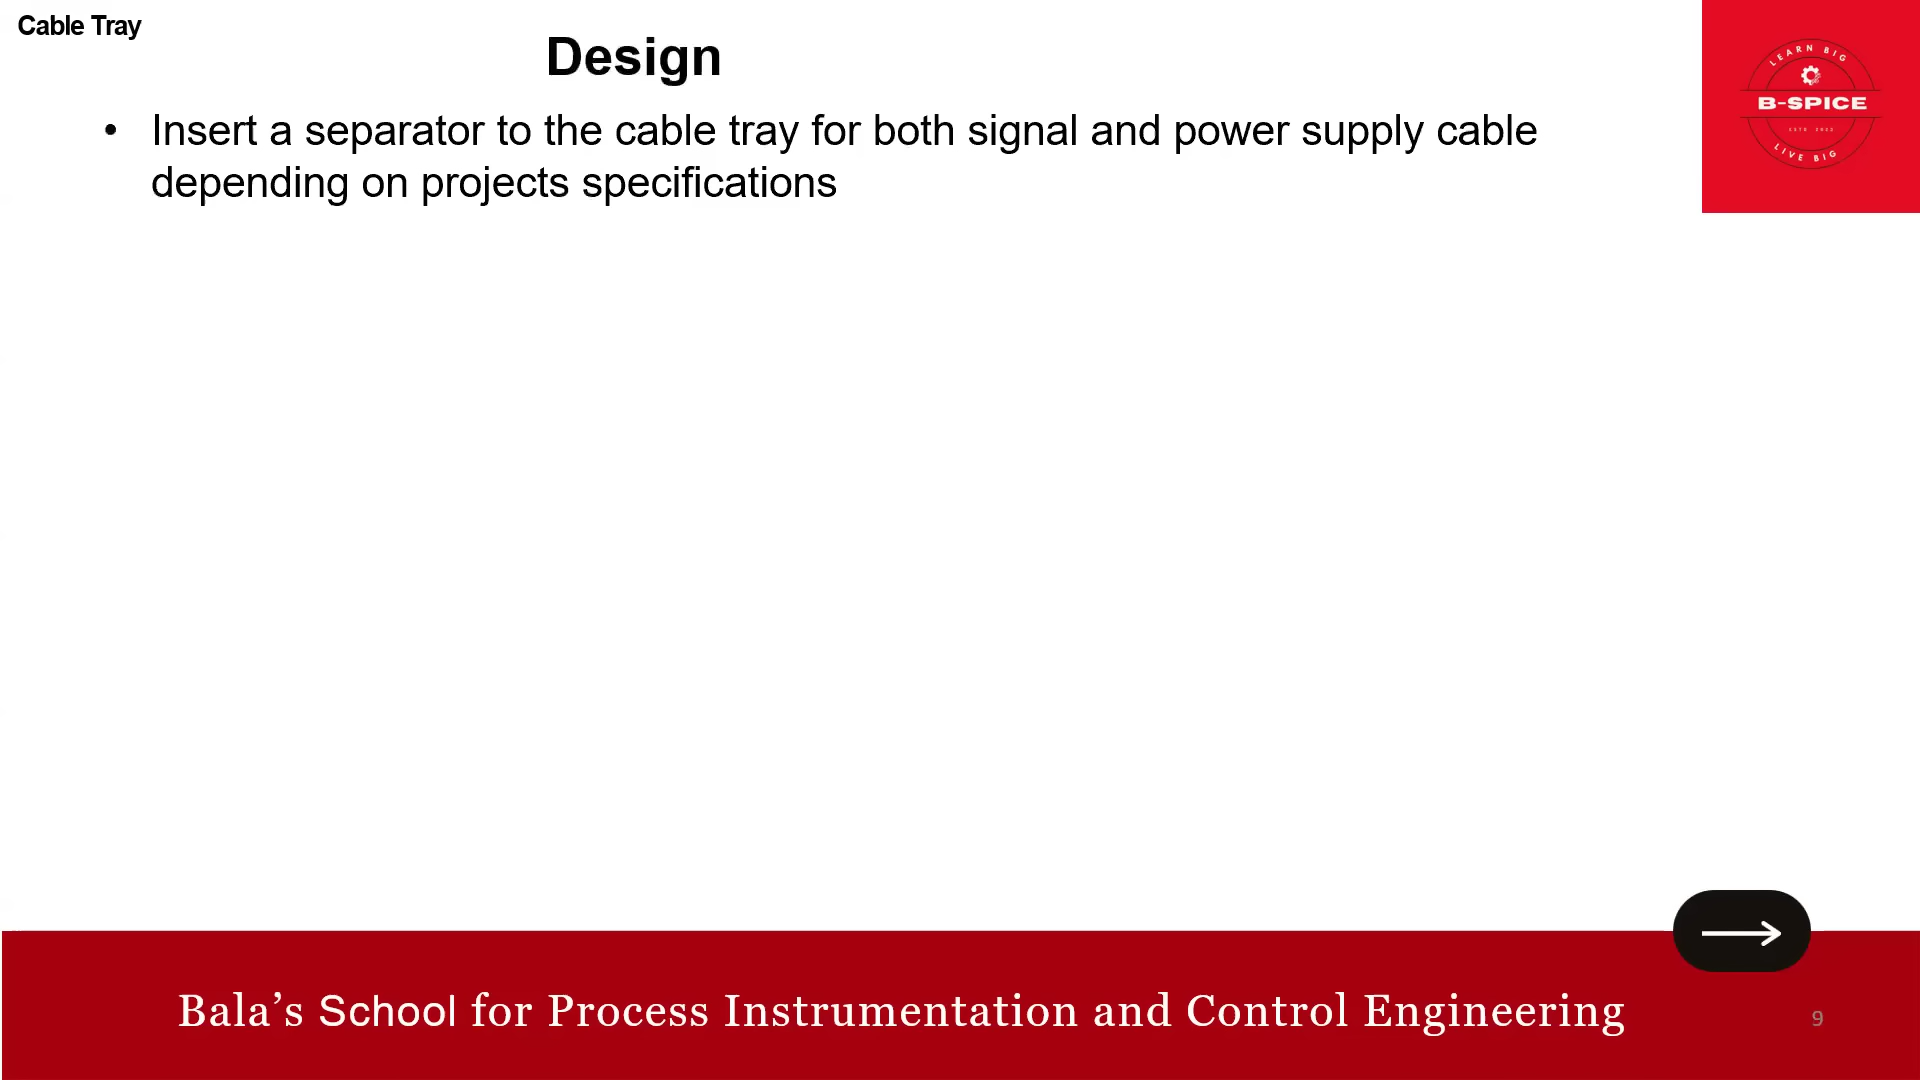 Cable Tray
Design
• Insert a separator to the cable tray for both signal and power supply cable
depending on projects specifications
LEARN BIG
B-SPICE
ESTD 2022
LIVE BIG
Bala’s School for Process Instrumentation and Control Engineering
9